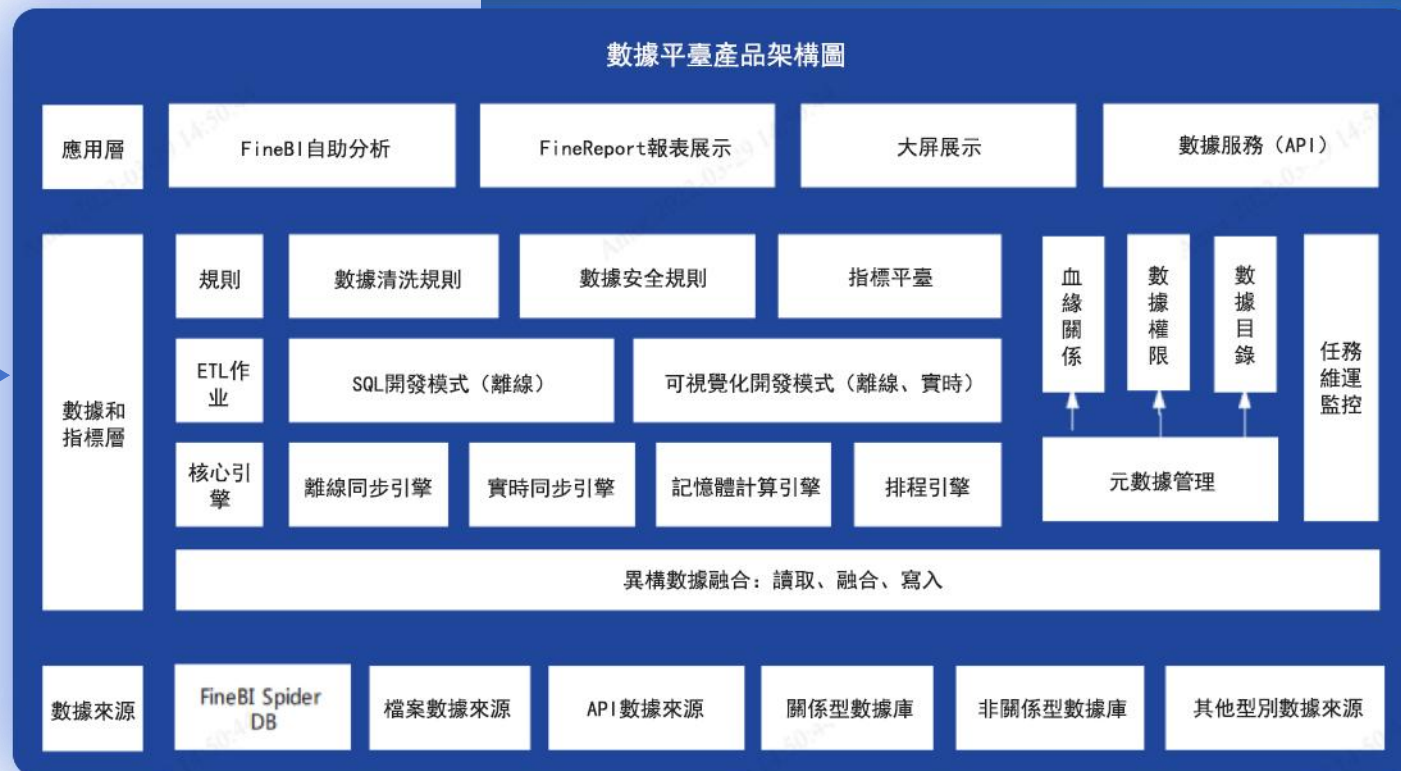 數據平臺產品架構圖
應用層
FineBI自助分析
FineReport報表展示
大屏展示
數據服務（API）
數據和
指標層
規則
數據清洗規則
數據安全規則
指標平臺
ETL作
业
SQL開發模式（離線）
可視覺化開發模式（離線、實時）
核心引
擎
離線同步引擎
實時同步引擎
記憶體計算引擎
排程引擎
血緣關係
數據權限
數據目錄
元數據管理
任務
維運
監控
異構數據融合：讀取、融合、寫入
數據來源
FineBI Spider
DB
檔案數據來源
API數據來源
關係型數據庫
非關係型數據庫
其他型別數據來源